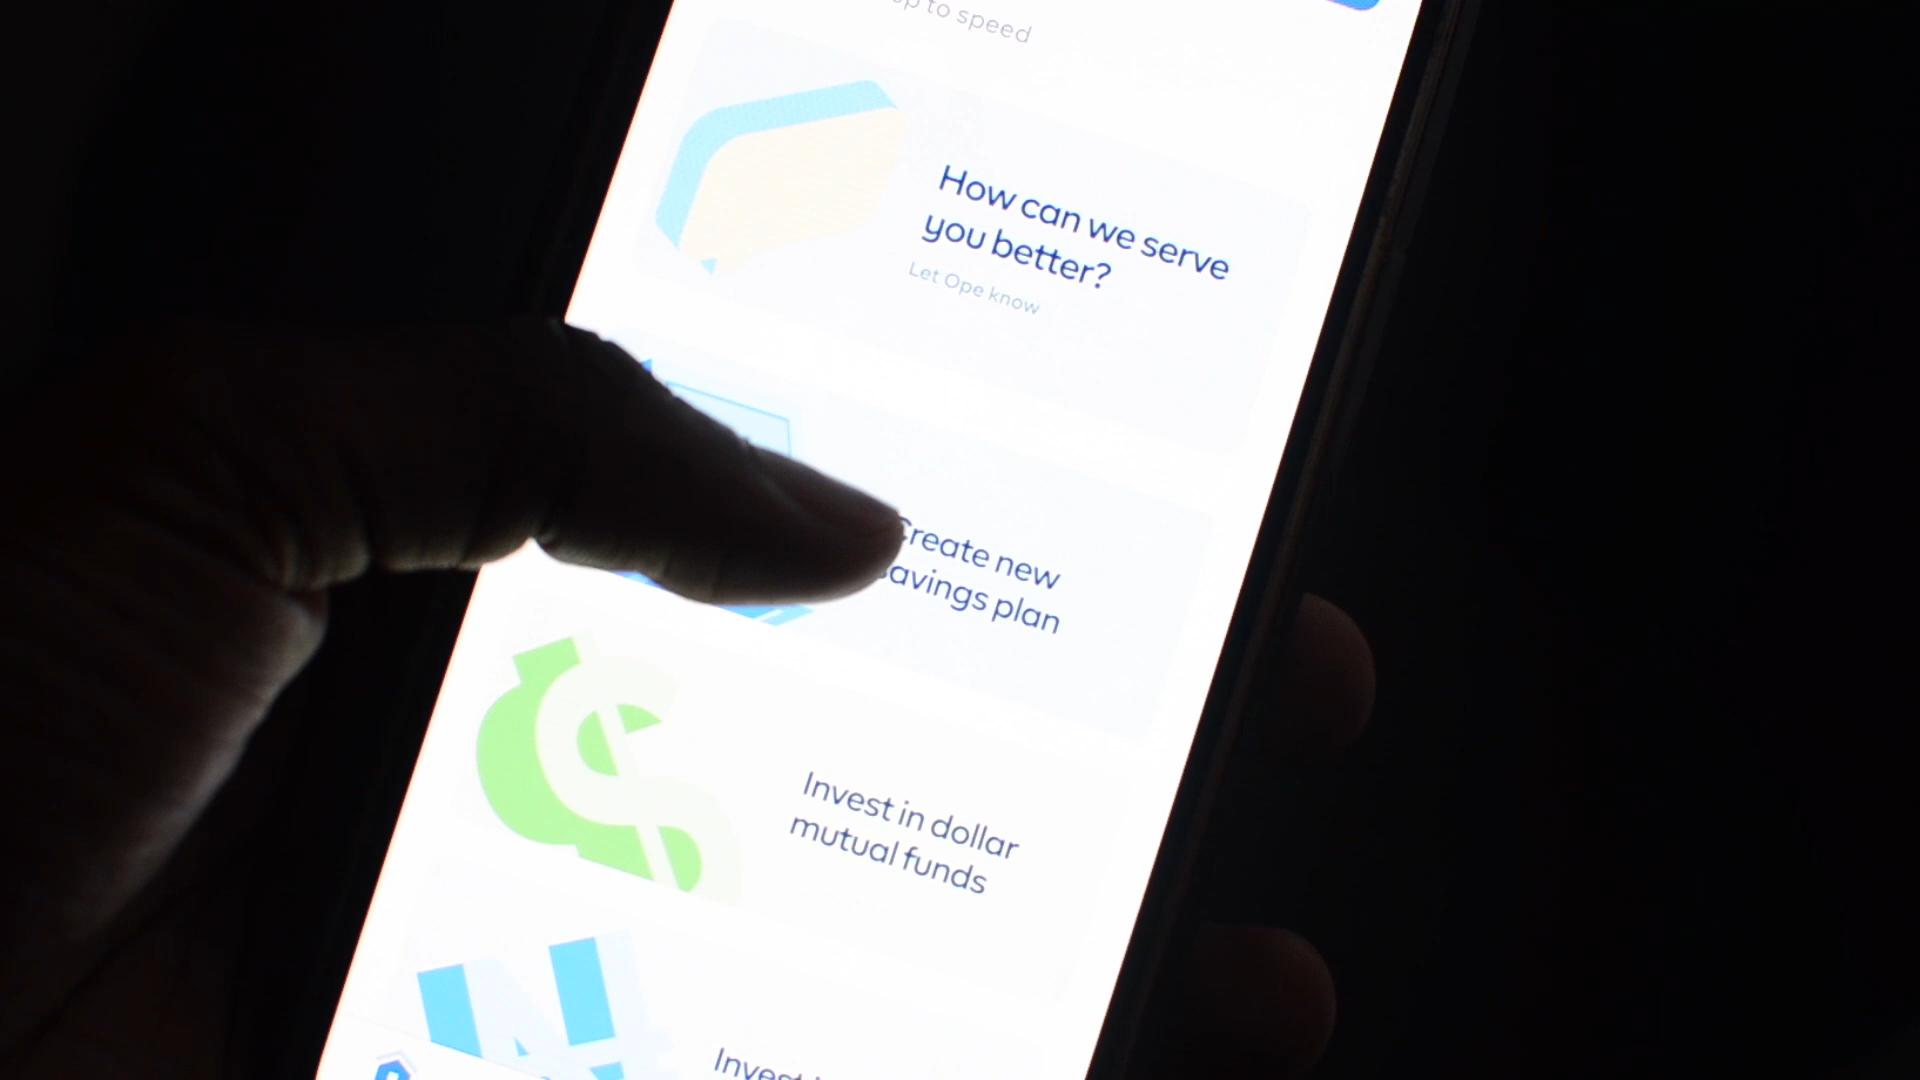 to speed
How can we serve
you better?
Let Ope know
Create new
savings plan
Invest in dollar
mutual funds
Invest